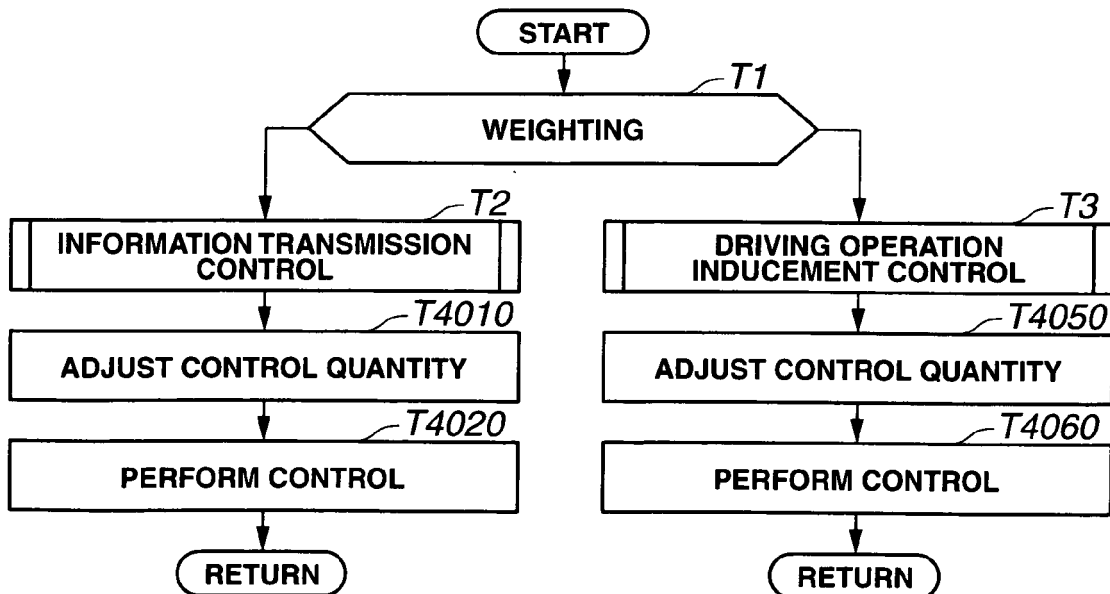 START
T1
WEIGHTING
T2
INFORMATION TRANSMISSION
CONTROL
T4010
ADJUST CONTROL QUANTITY
T4020
PERFORM CONTROL
RETURN
T3
DRIVING OPERATION
INDUCEMENT CONTROL
T4050
ADJUST CONTROL QUANTITY
T4060
PERFORM CONTROL
RETURN